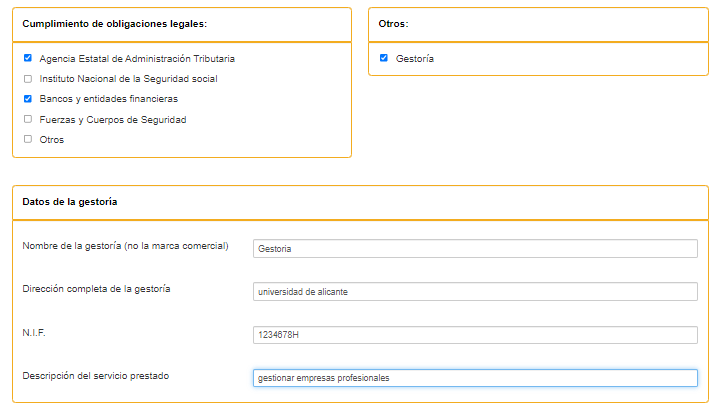 Cumplimiento de obligaciones legales:
Agencia Estatal de Administración Tributaria
Instituto Nacional de la Seguridad social
Bancos y entidades financieras
Fuerzas y Cuerpos de Seguridad
Otros
Otros:
Gestoría
Datos de la gestoría
Nombre de la gestoría (no la marca comercial)
Gestoria
Dirección completa de la gestoría
universidad de alicante
N.I.F.
1234678H
Descripción del servicio prestado
gestionar empresas profesionales